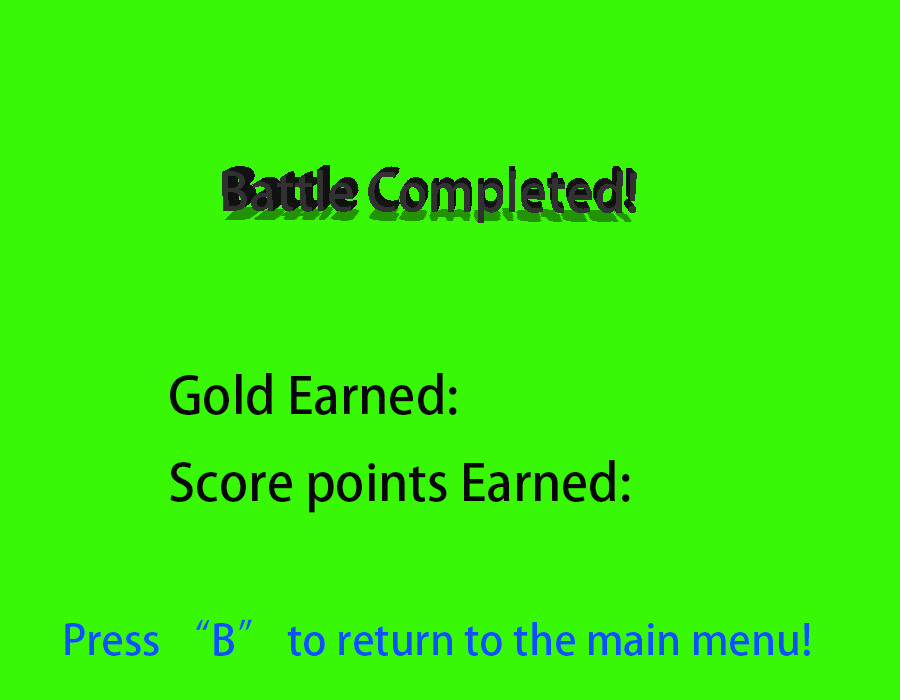 Battle Completed!
Gold Earned:
Score points Earned:
Press “B” to return to the main menu!